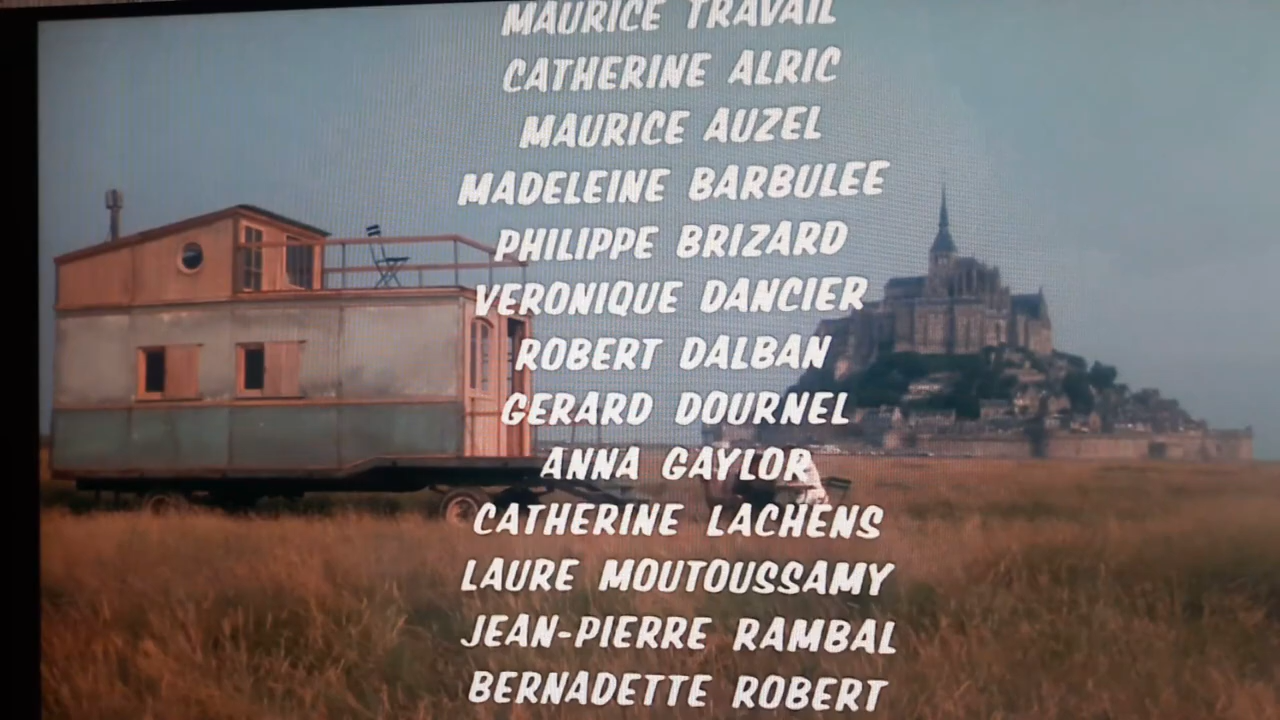 MAURICE TRAVAIL
CATHERINE ALRIC
MAURICE AUZEL
MADELEINE BARBULEE
PHILIPPE BRIZARD
VERONIQUE DANCIER
ROBERT DALBAN
GERARD DOURNEL
ANNA GAYLOR
CATHERINE LACHENS
LAURE MOUTOUSSAMY
JEAN-PIERRE RAMBAL
BERNADETTE ROBERT